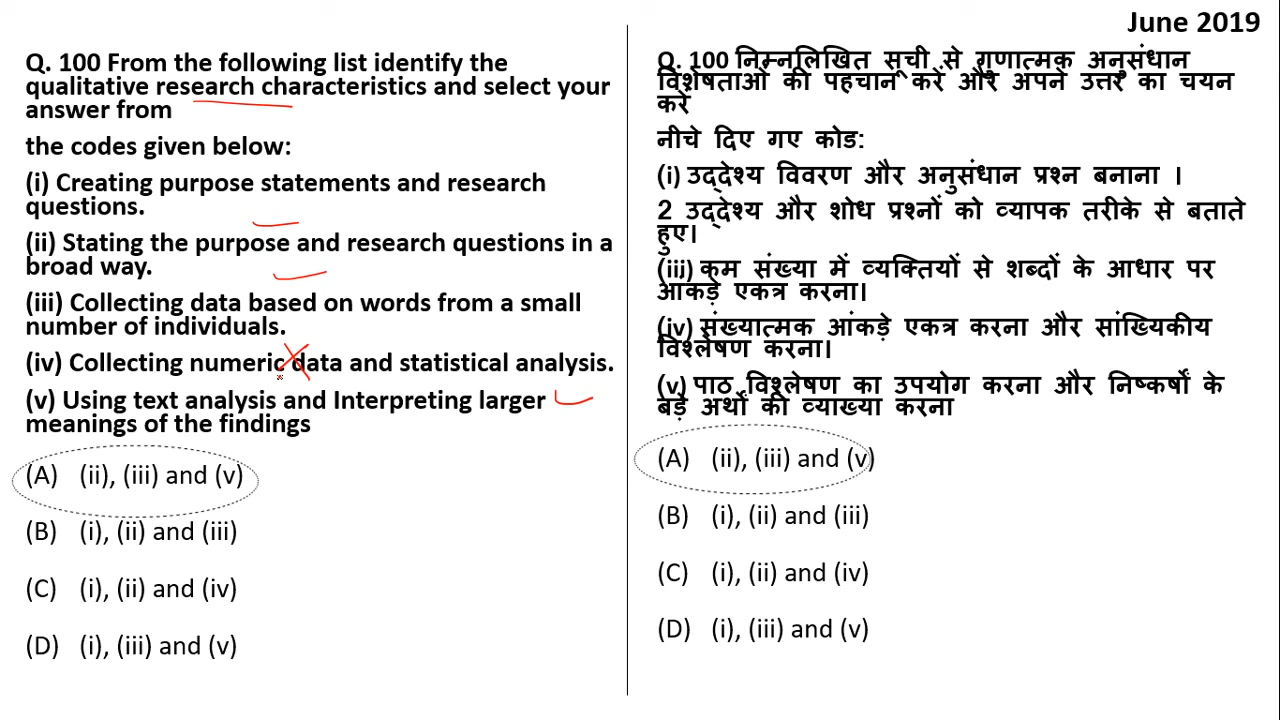 June 2019
Q. 100 From the following list identify the
qualitative research characteristics and select your
answer from
the codes given below:
(i) Creating purpose statements and research
questions.
(ii) Stating the purpose and research questions in a
broad way.
(iii) Collecting data based on words from a small
number of individuals.
(iv) Collecting numeric data and statistical analysis.
(v) Using text analysis and Interpreting larger
meanings of the findings
(A) (ii), (iii) and (v)
(B) (i), (ii) and (iii)
(C) (i), (ii) and (iv)
(D) (i), (iii) and (v)
Q. 100 निम्नलिखित सूची से गुणात्मक अनुसंधान
विशेषताओं की पहचान करें और अपने उत्तर का चयन
करें
नीचे दिए गए कोड:
(i) उद्देश्य विवरण और अनुसंधान प्रश्न बनाना ।
2 उद्देश्य और शोध प्रश्नों को व्यापक तरीके से बताते
हुए।
(iii) कम संख्या में व्यक्तियों से शब्दों के आधार पर
आंकड़े एकत्र करना।
(iv) संख्यात्मक आंकड़े एकत्र करना और सांख्यिकीय
विश्लेषण करना।
(v) पाठ विश्लेषण का उपयोग करना और निष्कर्षों के
बड़े अर्थों की व्याख्या करना
(A) (ii), (iii) and (v)
(B) (i), (ii) and (iii)
(C) (i), (ii) and (iv)
(D) (i), (iii) and (v)